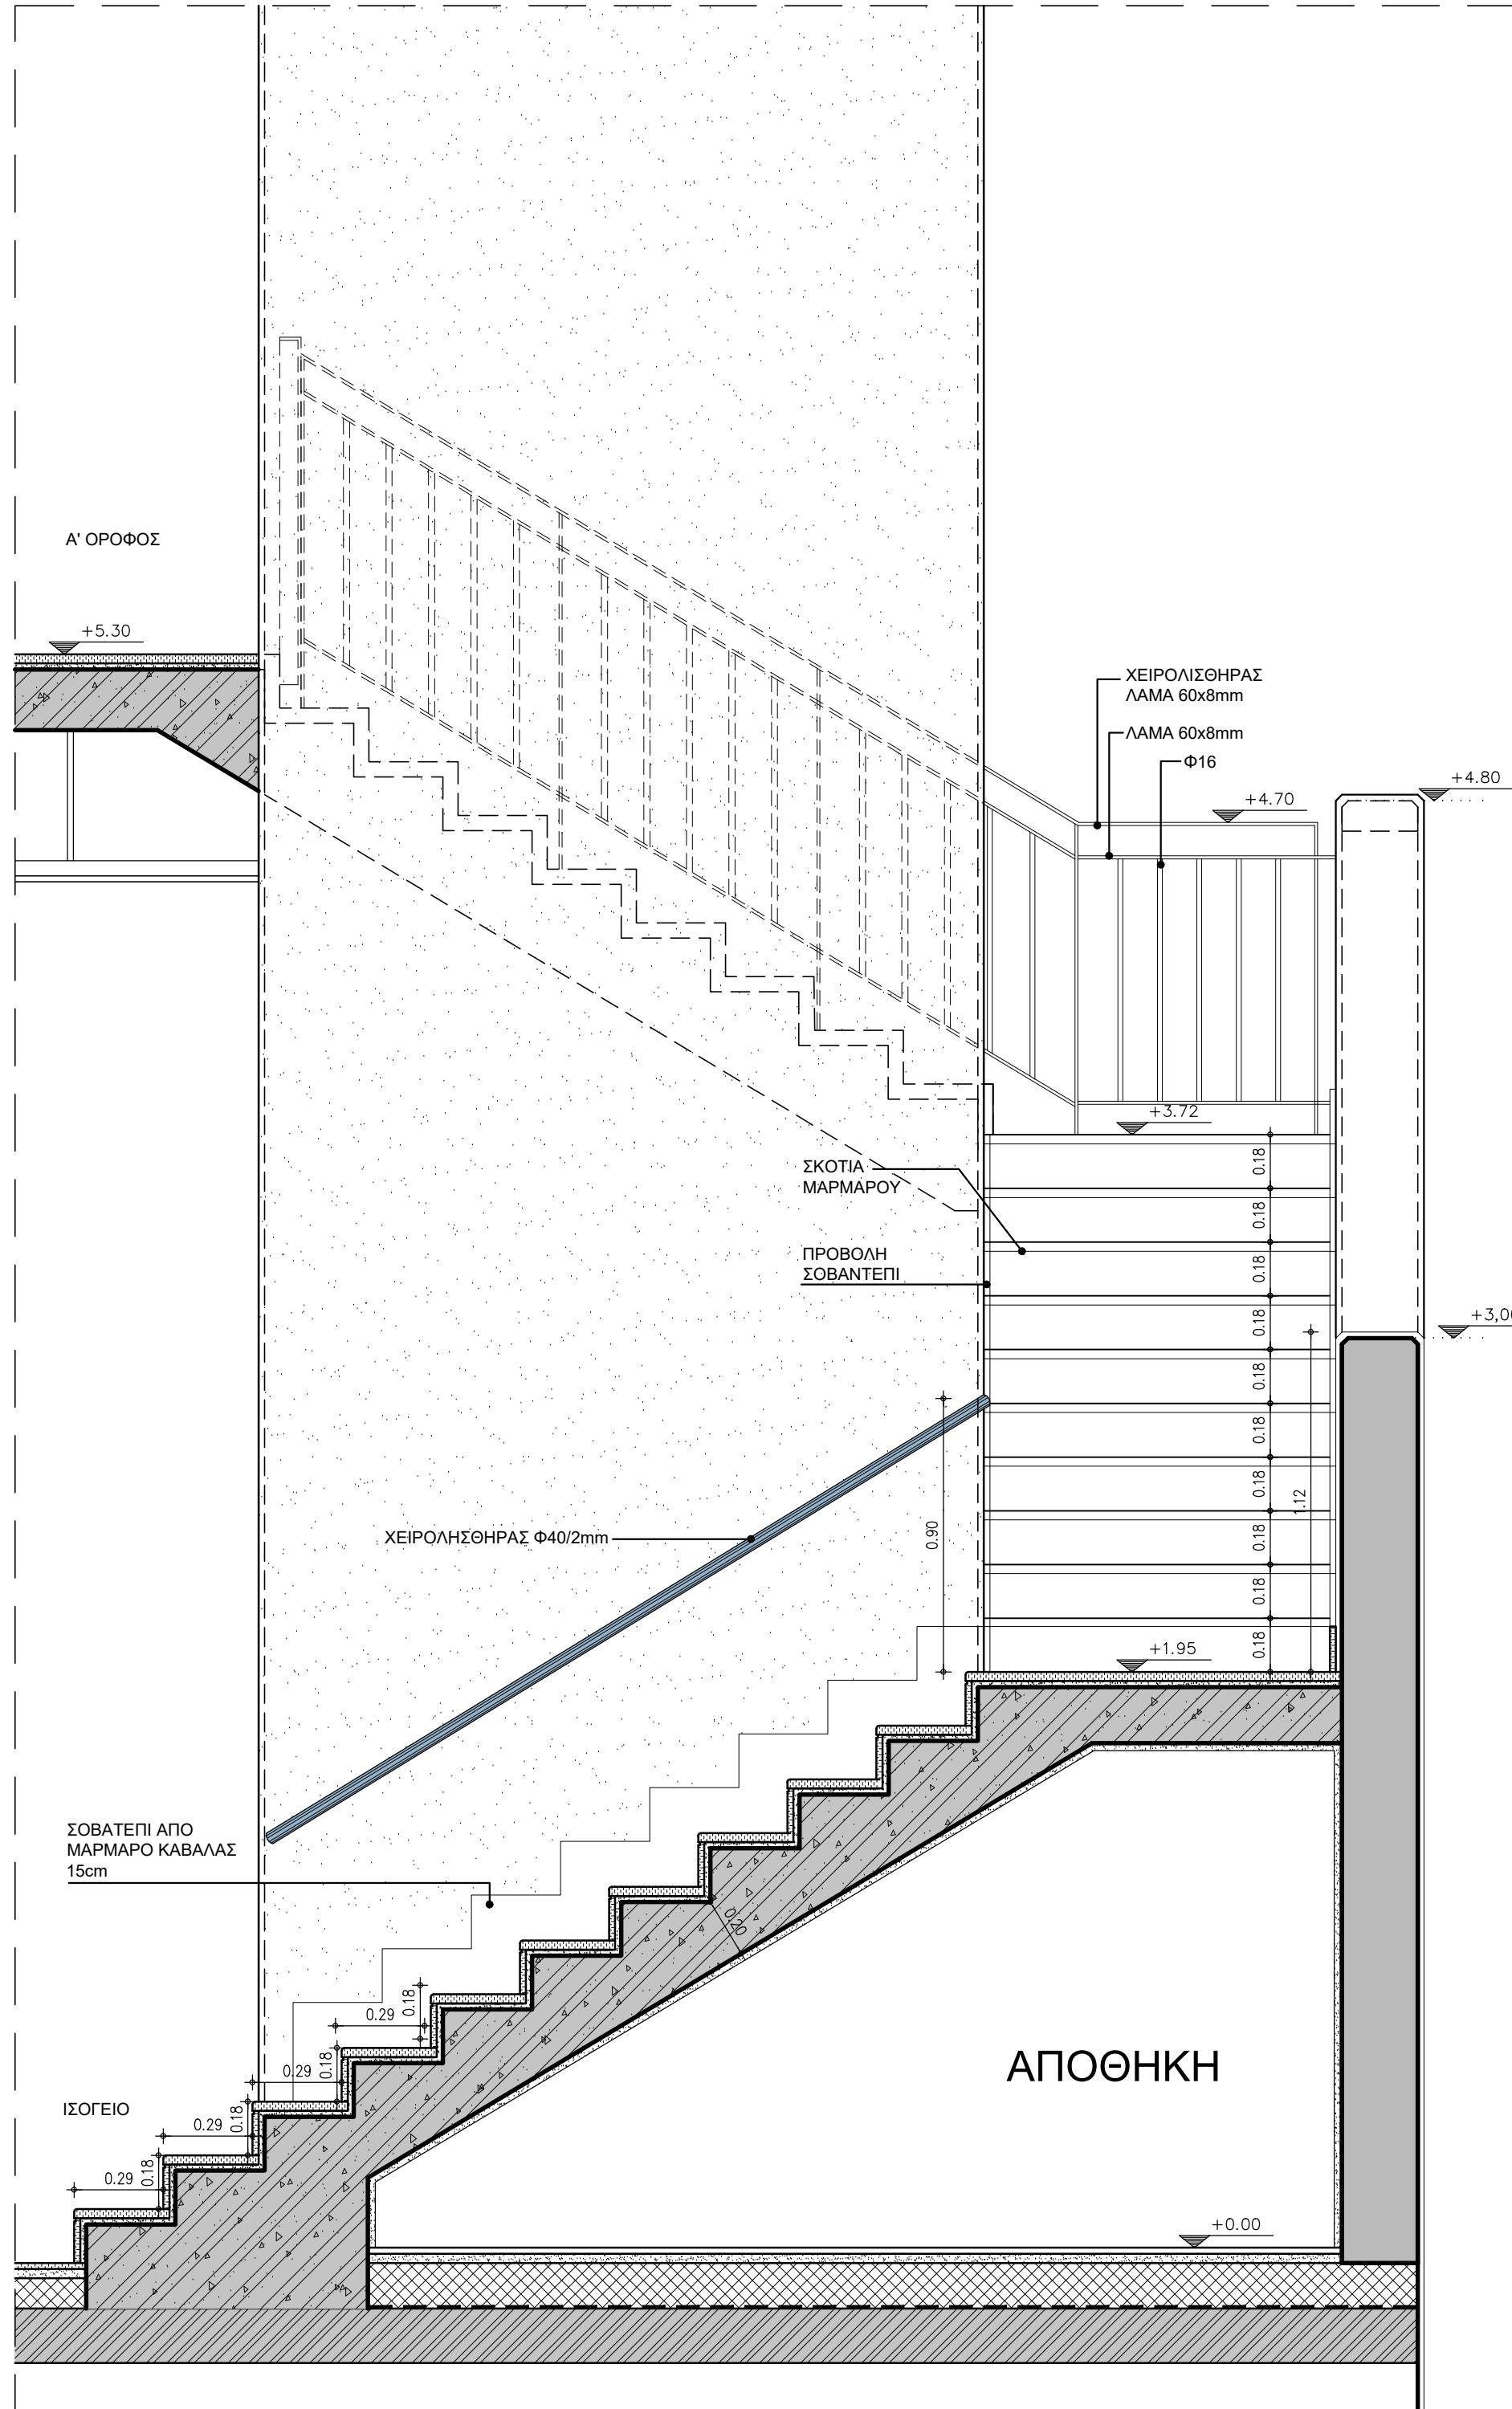 Α' ΟΡΟΦΟΣ
+5.30
ΧΕΙΡΟΛΙΣΘΗΡΑΣ
ΛΑΜΑ 60x8mm
ΛΑΜΑ 60x8mm
Φ16
+4.80
+4.70
+3.72
ΣΚΟΤΙΑ
ΜΑΡΜΑΡΟΥ
0.18
0.18
ΠΡΟΒΟΛΗ
ΣΟΒΑΝΤΕΠΙ
0.18
+3,0
0.18
0.18
0.18
0.18
1.12
ΧΕΙΡΟΛΗΣΘΗΡΑΣ Φ40/2mm
0.90
0.18
0.18
0.18
+1.95
ΣΟΒΑΤΕΠΙ ΑΠΟ
ΜΑΡΜΑΡΟ ΚΑΒΑΛΑΣ
15cm
0.20
0.29
0.18
0.29
0.18
ΙΣΟΓΕΙΟ
0.29
0.18
0.29
0.18
ΑΠΟΘΗΚΗ
+0.00